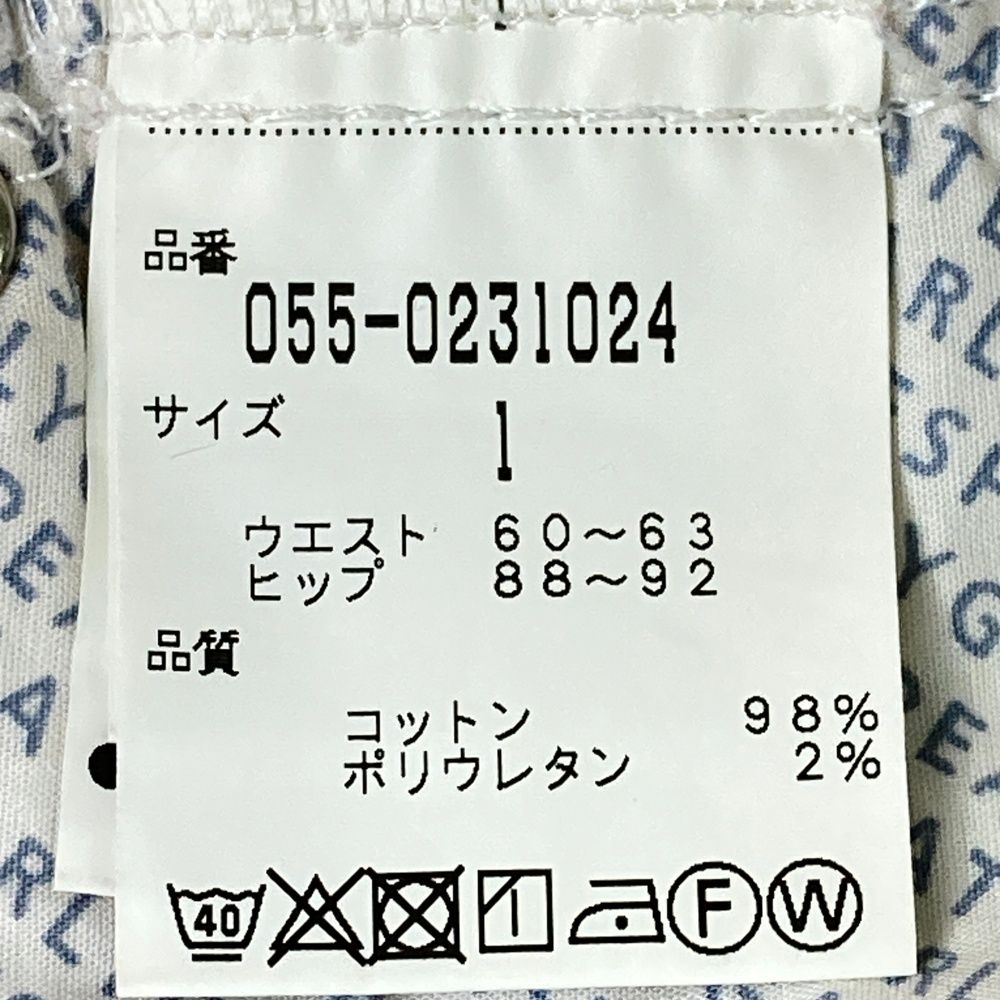 品番
055-0231024
サイズ
1
ウエスト 60～63
ヒップ 88～92
品質
コットン 98%
ポリウレタン 2%
40 F W